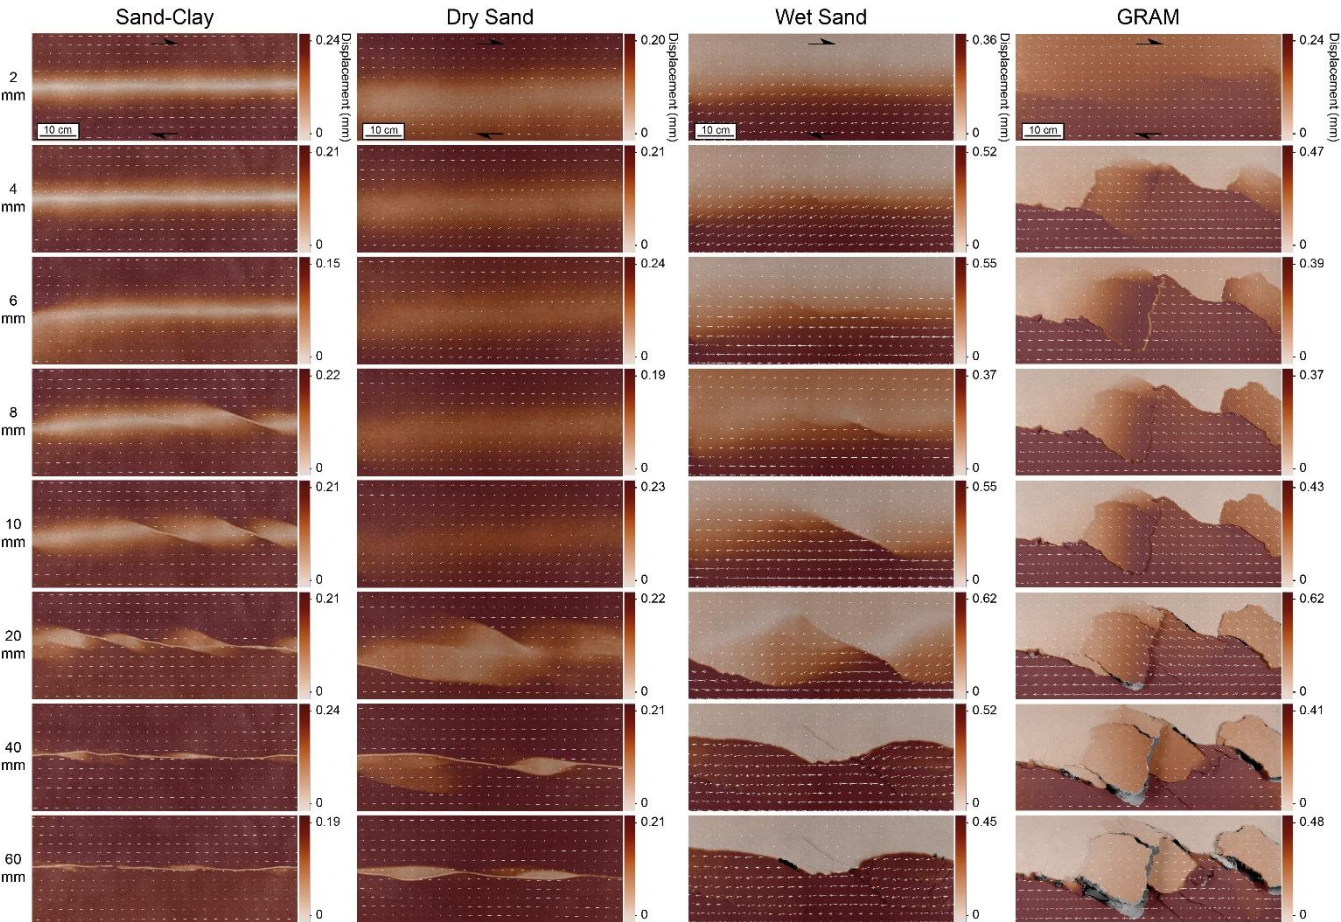 Sand-Clay Dry Sand Wet Sand GRAM
2 mm 0.24 0.20 0.36 0.24
Displacement (mm) Displacement (mm) Displacement (mm) Displacement (mm)
10 cm 0 10 cm 0 10 cm 0 10 cm 0
4 mm 0.21 0.21 0.52 0.47
0 0 0 0
6 mm 0.15 0.24 0.55 0.39
0 0 0 0
8 mm 0.22 0.19 0.37 0.37
0 0 0 0
10 mm 0.21 0.23 0.55 0.43
0 0 0 0
20 mm 0.21 0.22 0.62 0.62
0 0 0 0
40 mm 0.24 0.21 0.52 0.41
0 0 0 0
60 mm 0.19 0.21 0.45 0.48
0 0 0 0